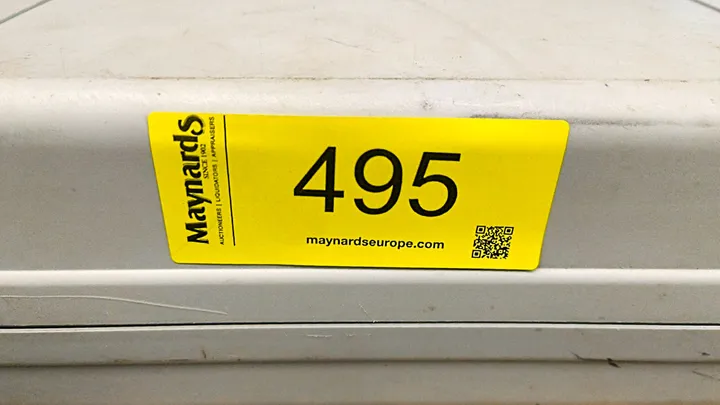 Maynards
SINCE 1902
AUCTIONEERS | LIQUIDATORS | APPRAISERS
495
maynardseurope.com